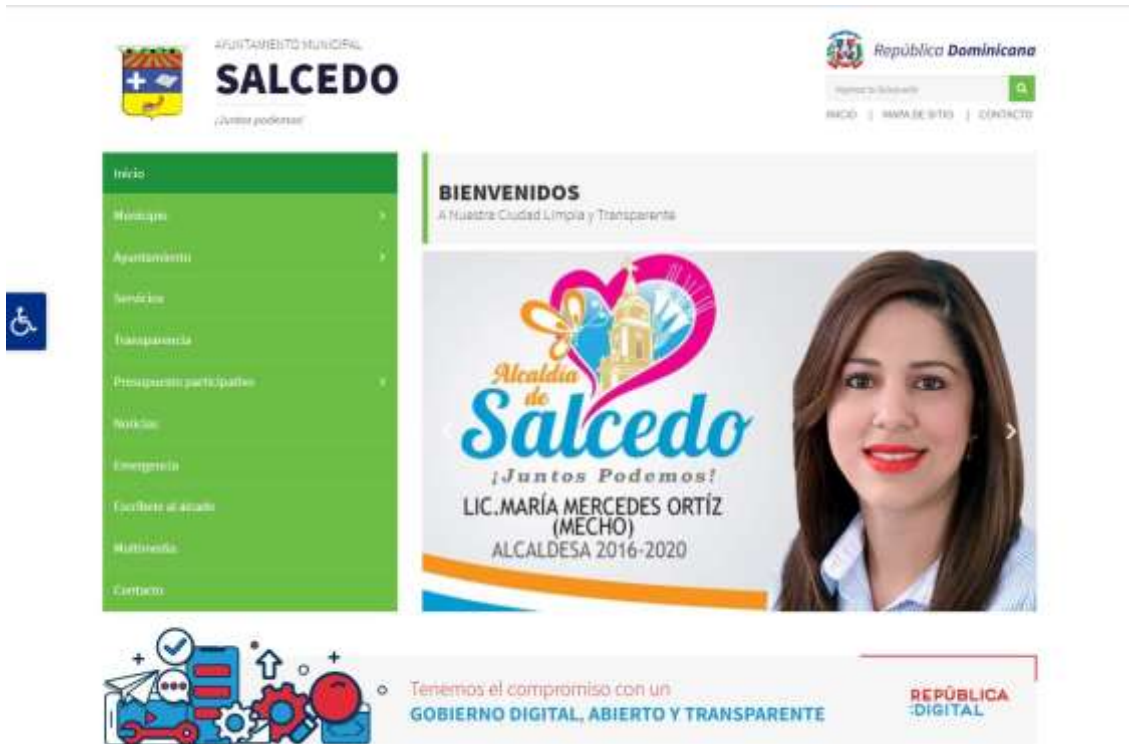 AYUNTAMIENTO MUNICIPAL
SALCEDO
¡Juntos podemos!
República Dominicana
INICIO | MAPA DE SITIO | CONTACTO
Inicio
Municipio
Ayuntamiento
Servicios
Transparencia
Presupuesto participativo
Noticias
Emergencia
Escríbele al alcalde
Multimedia
Contacto
BIENVENIDOS
A Nuestra Ciudad Limpia y Transparente
Alcaldía
de
Salcedo
¡Juntos Podemos!
LIC.MARÍA MERCEDES ORTÍZ
(MECHO)
ALCALDESA 2016-2020
Tenemos el compromiso con un
GOBIERNO DIGITAL, ABIERTO Y TRANSPARENTE
REPÚBLICA
:DIGITAL